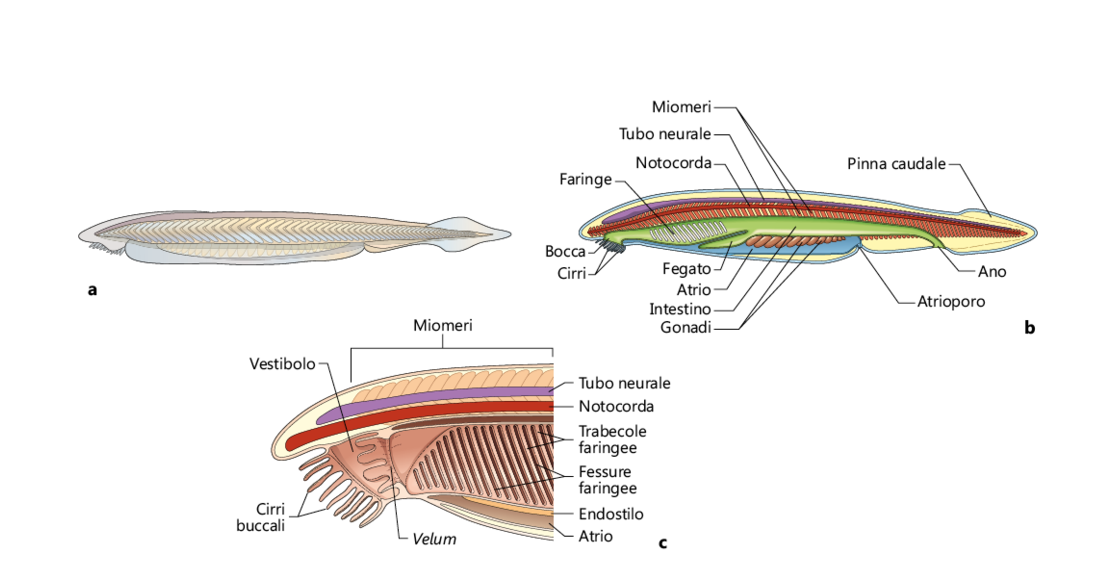 a
Miomeri
Tubo neurale
Notocorda
Faringe
Pinna caudale
Bocca
Cirri
Fegato
Atrio
Intestino
Gonadi
Ano
Atrioporo
b
Miomeri
Vestibolo
Tubo neurale
Notocorda
Trabecole
faringee
Fessure
faringee
Endostilo
Atrio
Cirri
buccali
Velum
c